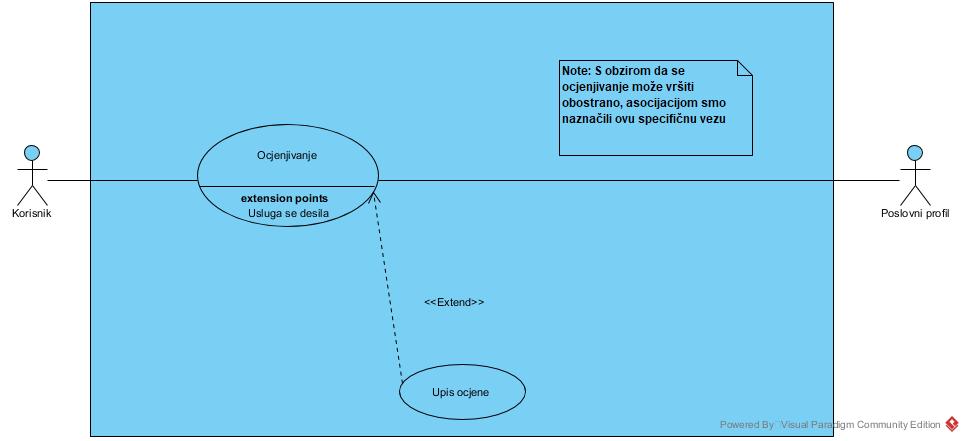 Note: S obzirom da se
ocjenjivanje može vršiti
obostrano, asocijacijom smo
naznačili ovu specifičnu vezu
Ocjenjivanje
extension points
Usluga se desila
Korisnik
Poslovni profil
<<Extend>>
Upis ocjene
Powered By Visual Paradigm Community Edition